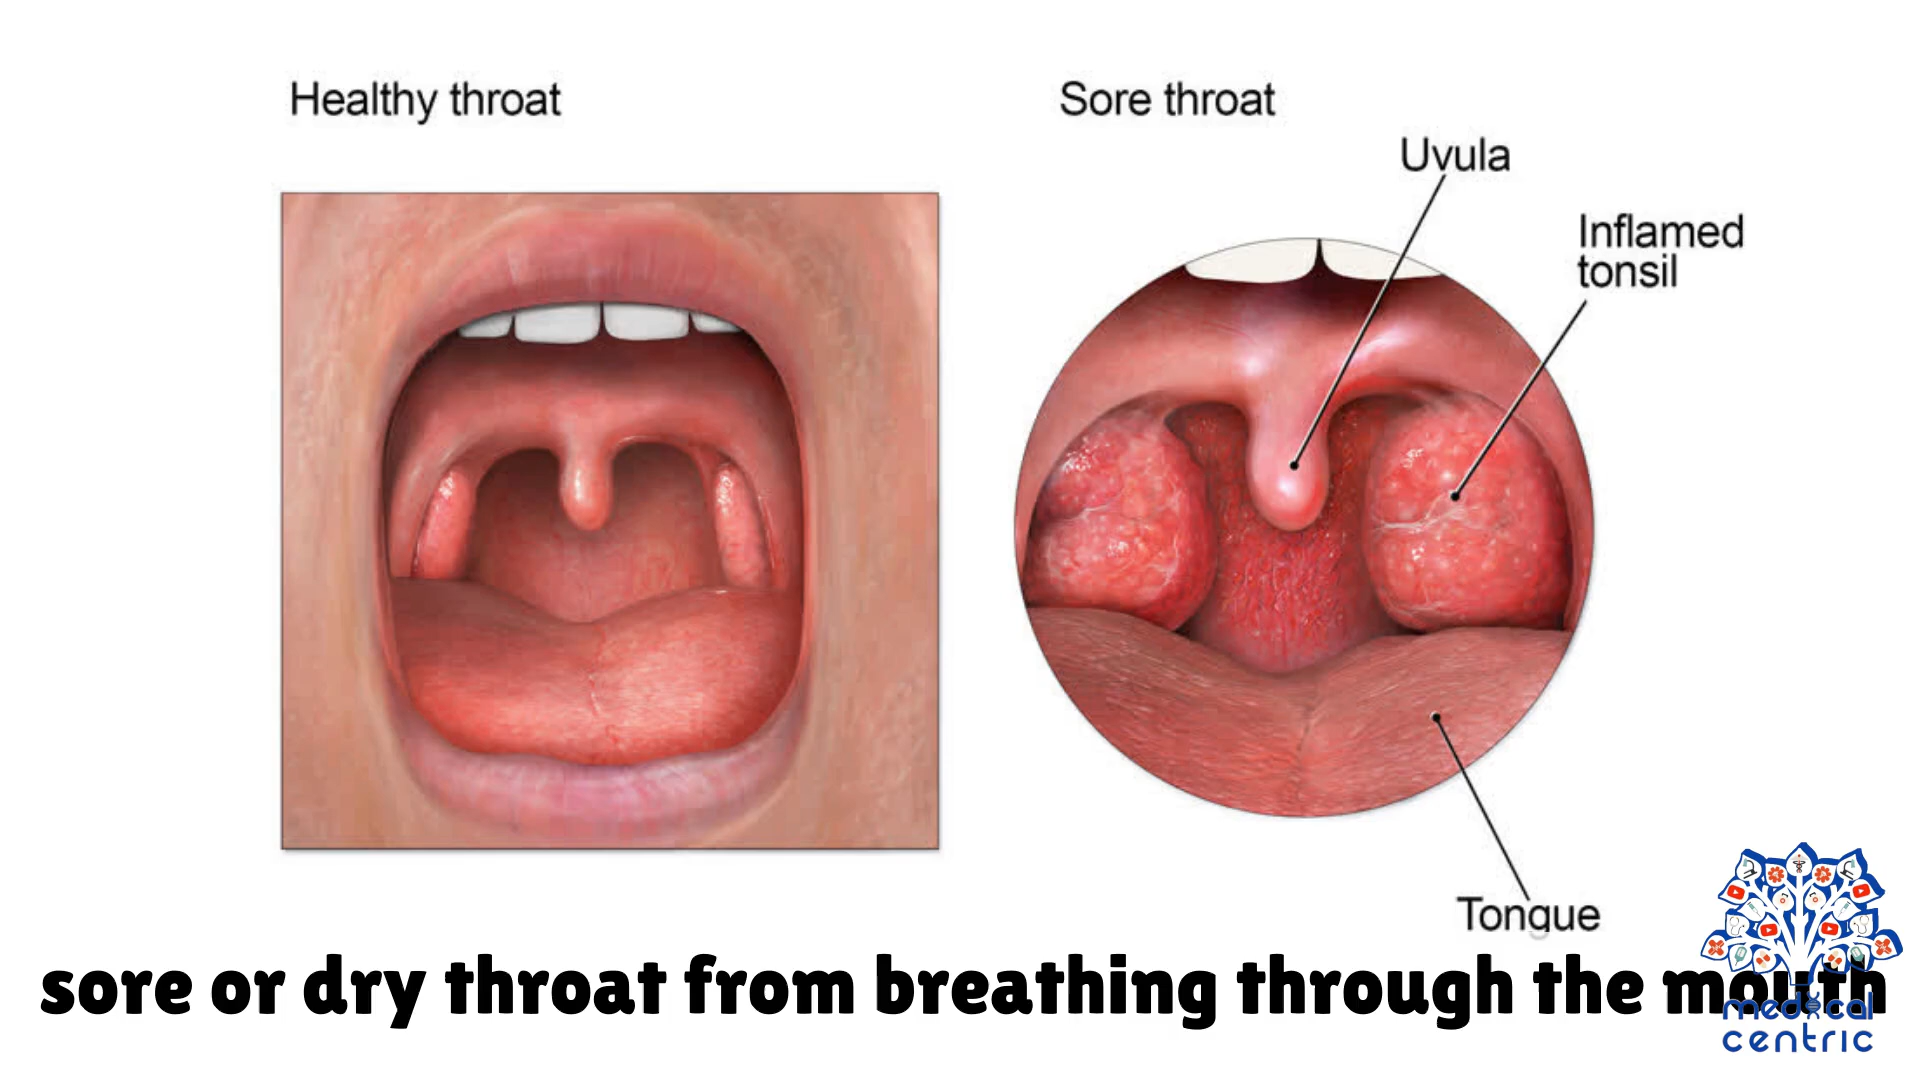 Healthy throat
Sore throat
Uvula
Inflamed
tonsil
Tongue
sore or dry throat from breathing through the mouth
medical
centric